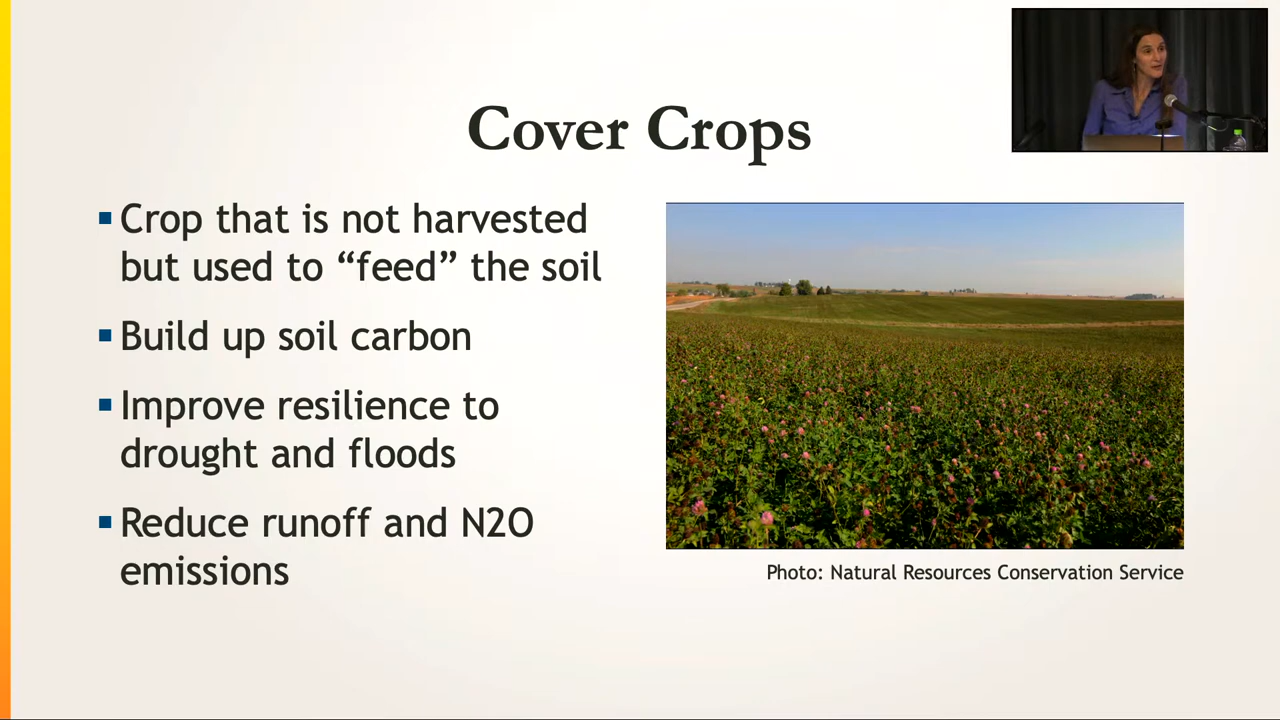 Cover Crops
Crop that is not harvested
but used to “feed” the soil
Build up soil carbon
Improve resilience to
drought and floods
Reduce runoff and N2O
emissions
Photo: Natural Resources Conservation Service